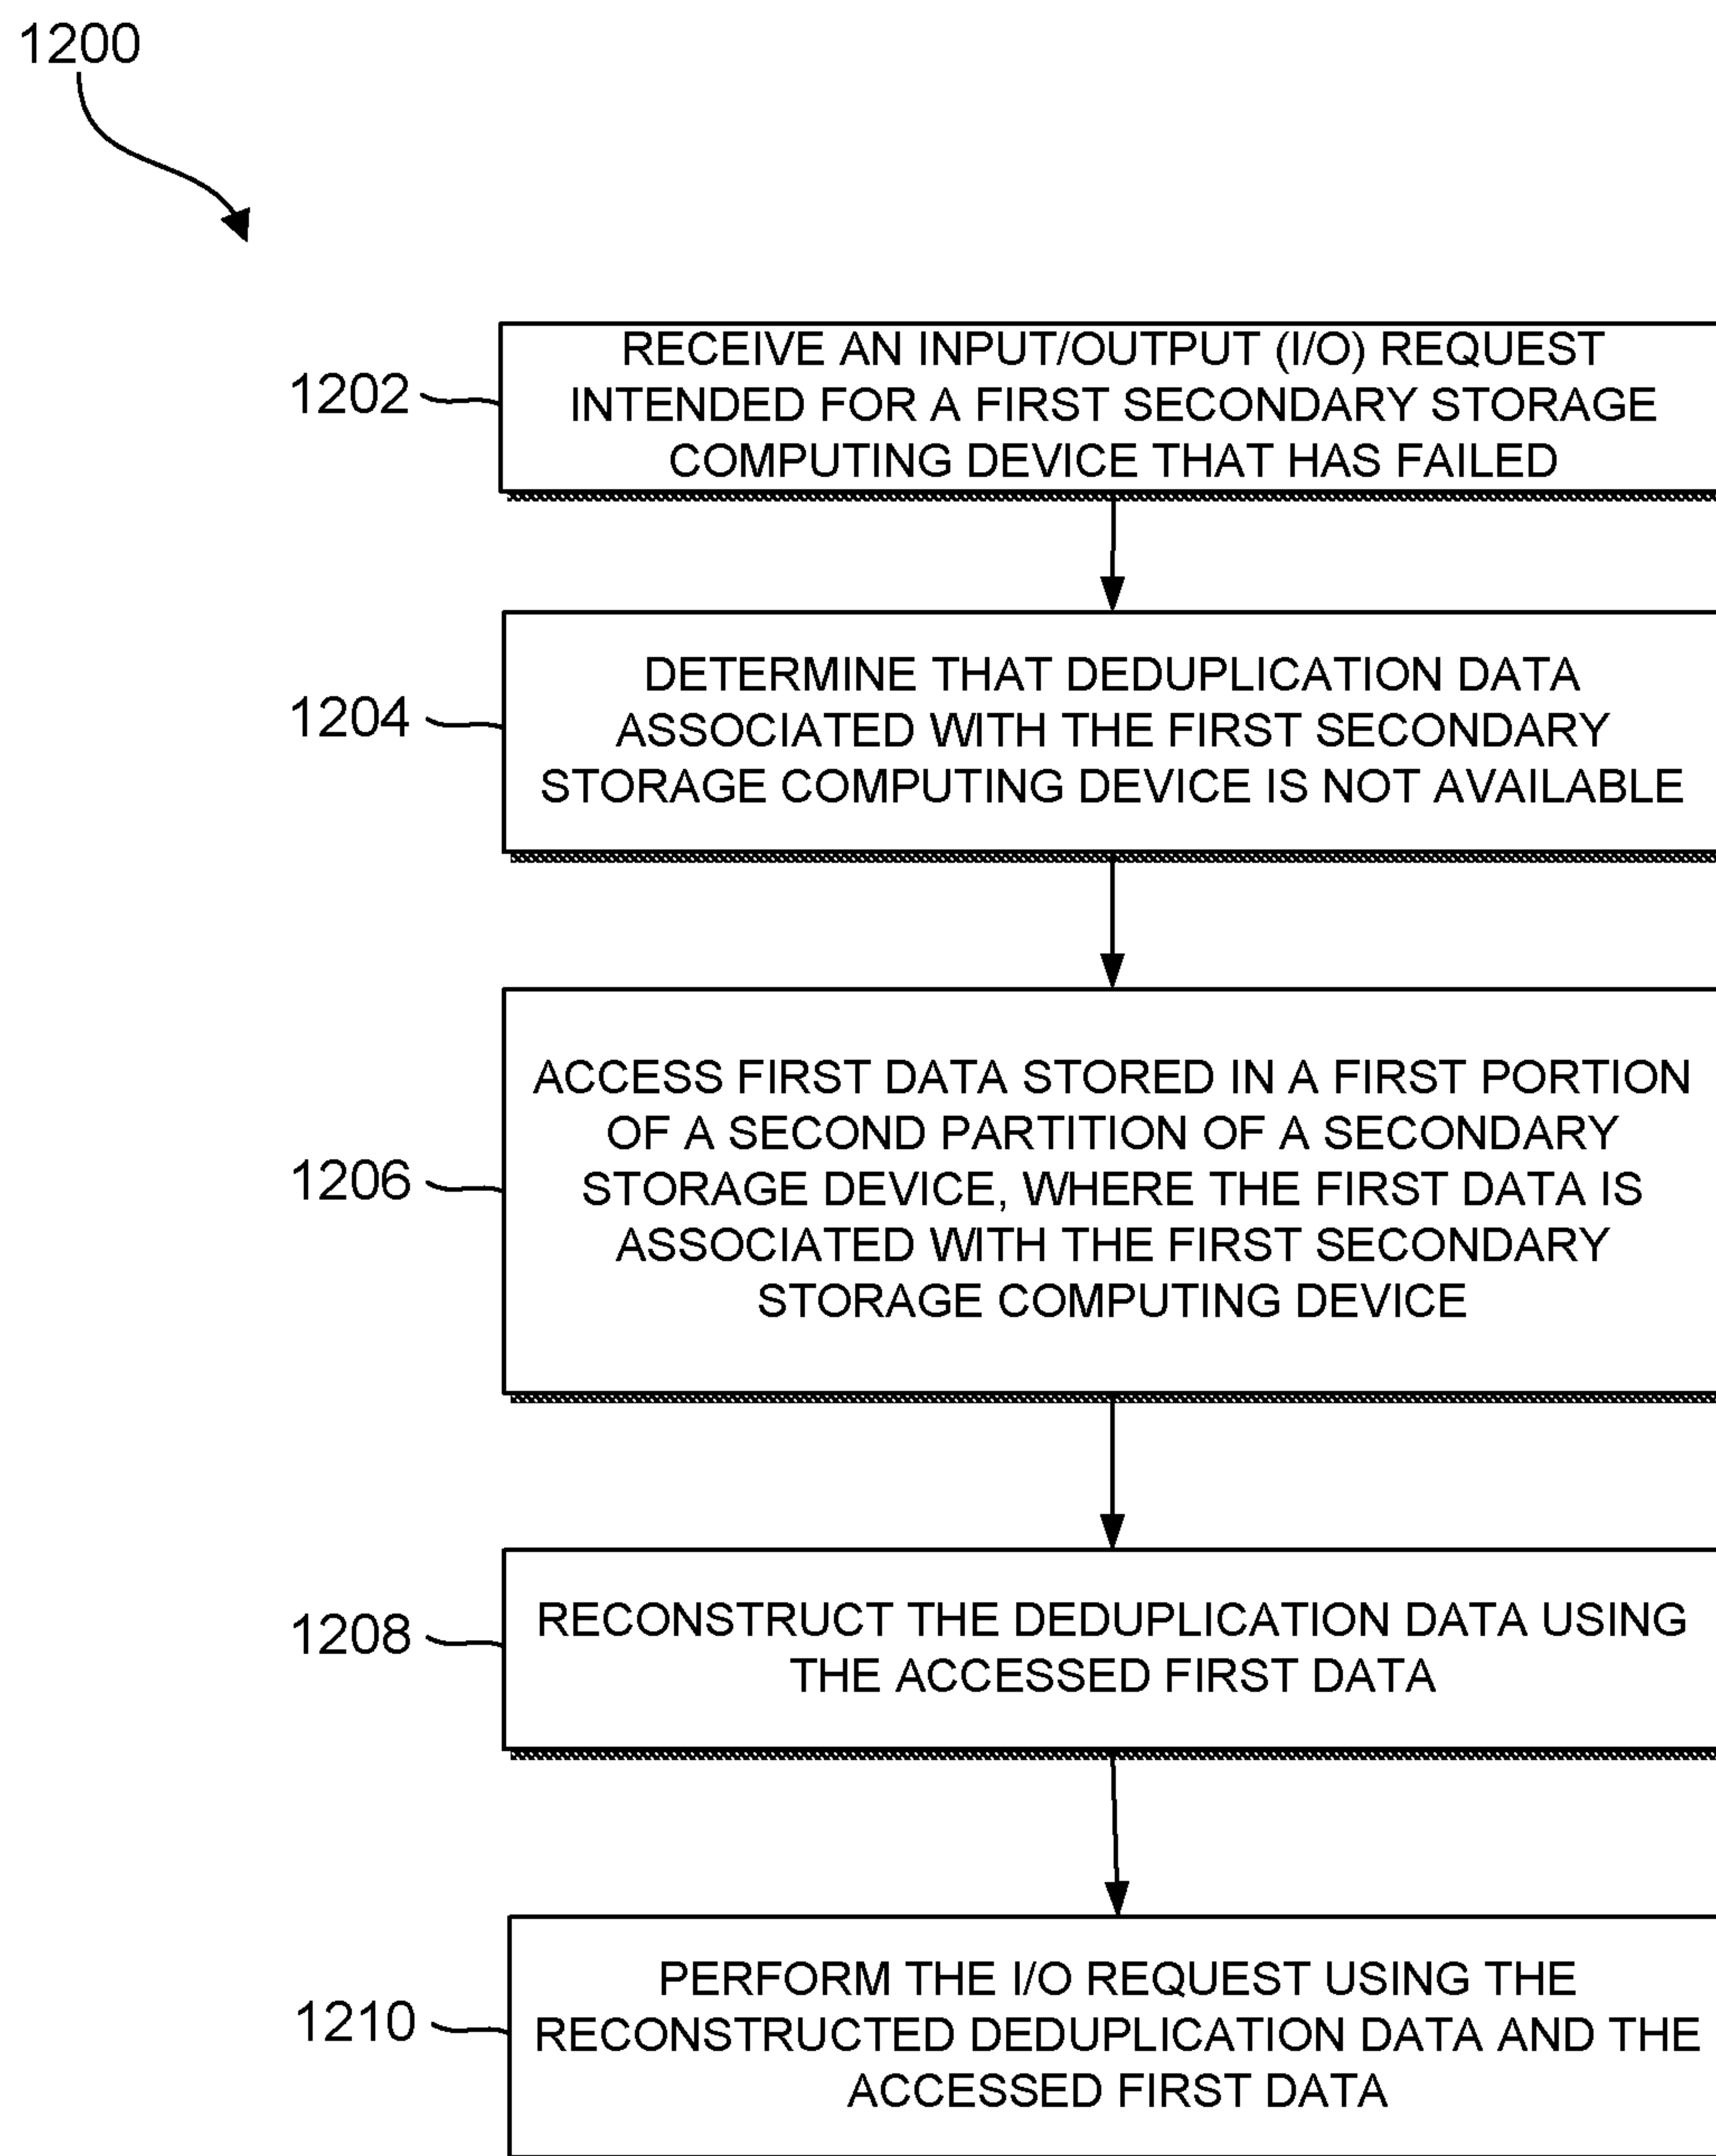 1200
1202
RECEIVE AN INPUT/OUTPUT (I/O) REQUEST
INTENDED FOR A FIRST SECONDARY STORAGE
COMPUTING DEVICE THAT HAS FAILED
1204
DETERMINE THAT DEDUPLICATION DATA
ASSOCIATED WITH THE FIRST SECONDARY
STORAGE COMPUTING DEVICE IS NOT AVAILABLE
1206
ACCESS FIRST DATA STORED IN A FIRST PORTION
OF A SECOND PARTITION OF A SECONDARY
STORAGE DEVICE, WHERE THE FIRST DATA IS
ASSOCIATED WITH THE FIRST SECONDARY
STORAGE COMPUTING DEVICE
1208
RECONSTRUCT THE DEDUPLICATION DATA USING
THE ACCESSED FIRST DATA
1210
PERFORM THE I/O REQUEST USING THE
RECONSTRUCTED DEDUPLICATION DATA AND THE
ACCESSED FIRST DATA